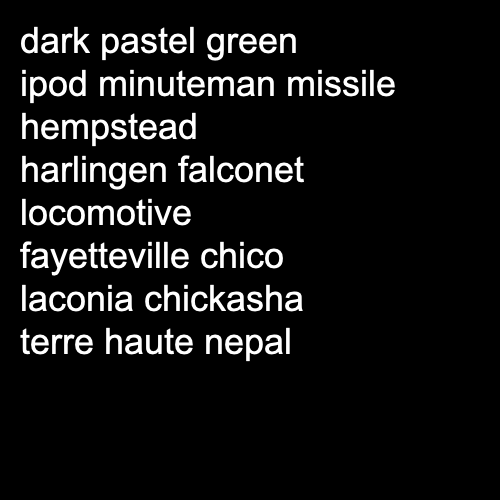 dark pastel green
ipod minuteman missile
hempstead
harlingen falconet
locomotive
fayetteville chico
laconia chickasha
terre haute nepal